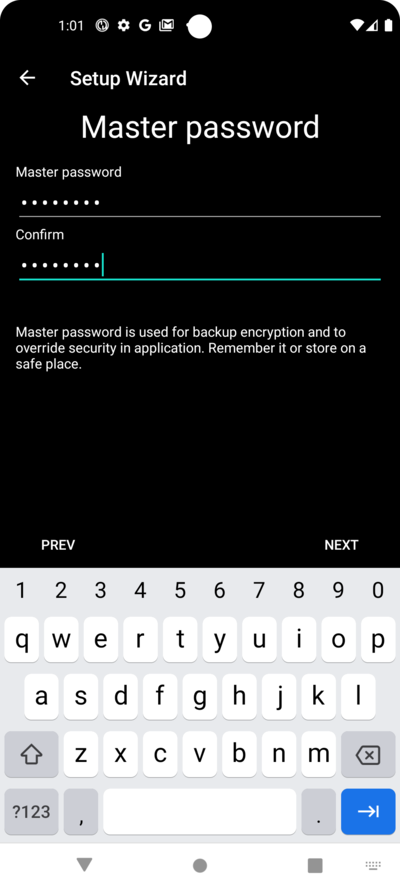 1:01
Setup Wizard
Master password
Master password
••••••••
Confirm
••••••••
Master password is used for backup encryption and to
override security in application. Remember it or store on a
safe place.
PREV NEXT
1 2 3 4 5 6 7 8 9 0
q w e r t y u i o p
a s d f g h j k l
z x c v b n m
?123 , .